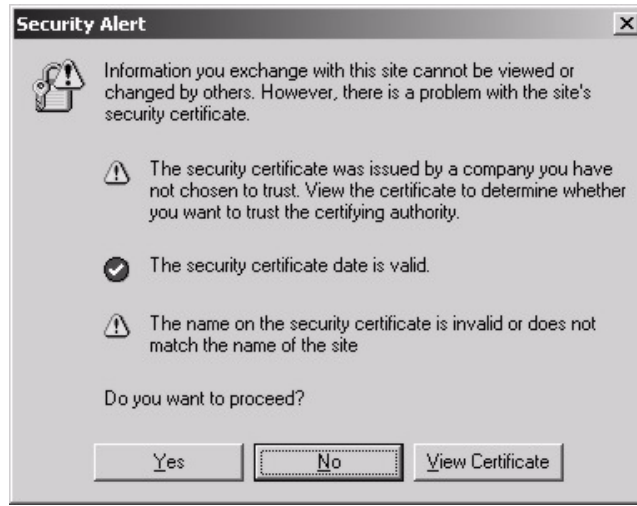 Security Alert
Information you exchange with this site cannot be viewed or
changed by others. However, there is a problem with the site's
security certificate.
The security certificate was issued by a company you have
not chosen to trust. View the certificate to determine whether
you want to trust the certifying authority.
The security certificate date is valid.
The name on the security certificate is invalid or does not
match the name of the site
Do you want to proceed?
Yes No View Certificate